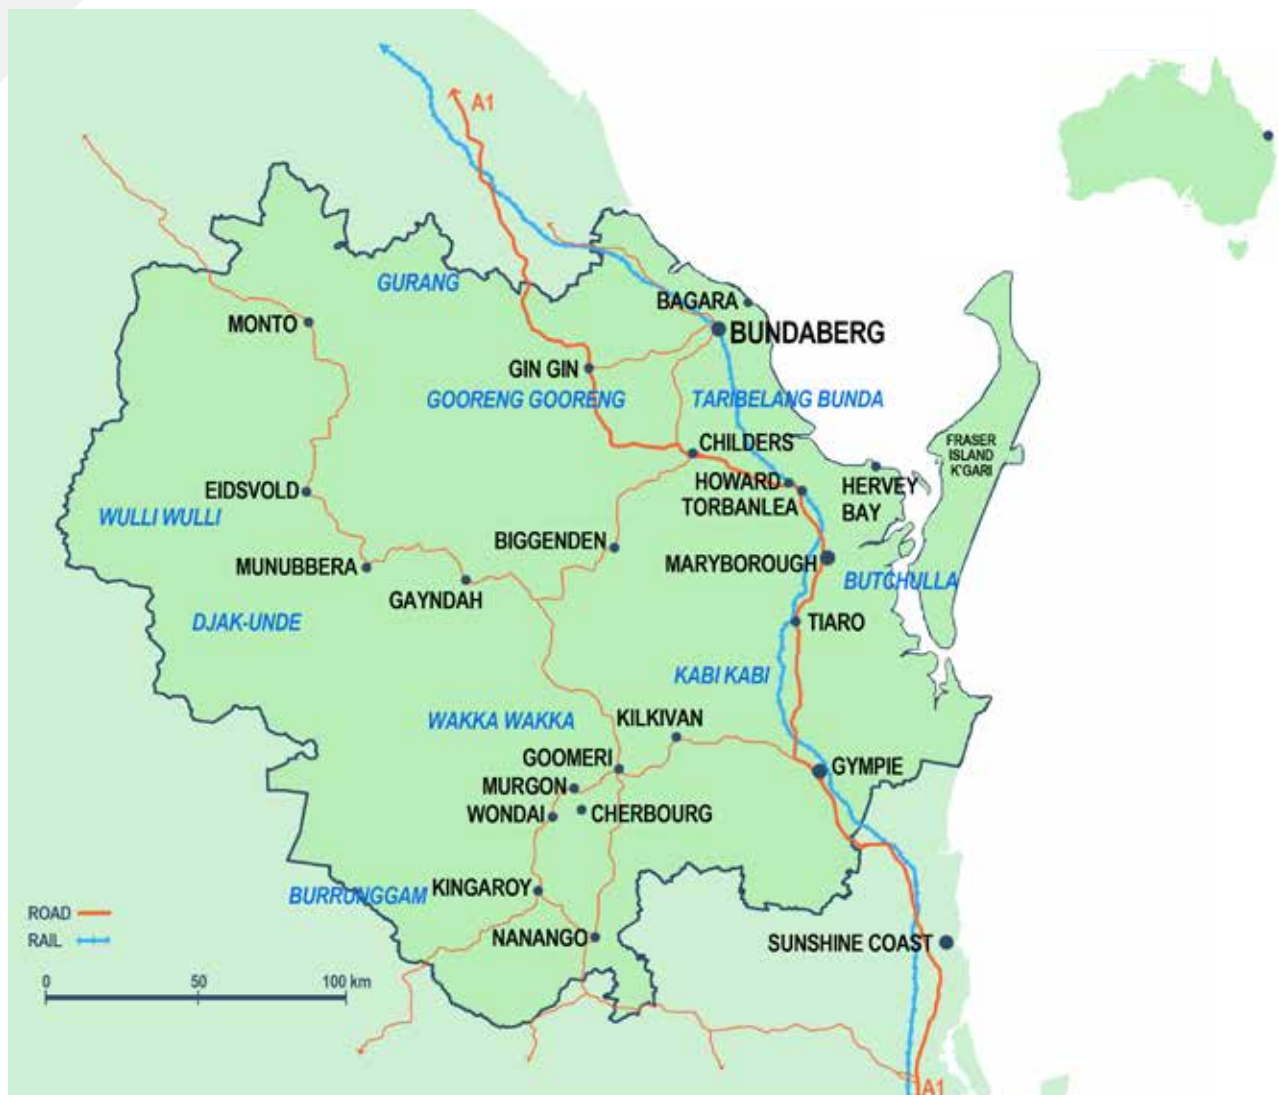 A1
GURANG
BAGARA
MONTO
BUNDABERG
GIN GIN
GOORENG GOORENG
TARIBELANG BUNDA
CHILDERS
FRASER
ISLAND
K'GARI
HOWARD
HERVEY
BAY
EIDSVOLD
TORBANLEA
WULLI WULLI
BIGGENDEN
MUNUBBERA
MARYBOROUGH
BUTCHULLA
GAYNDAH
DJAK-UNDE
TIARO
KABI KABI
WAKKA WAKKA
KILKIVAN
GOOMERI
GYMPIE
MURGON
WONDAI
CHERBOURG
BURRUNGGAM
KINGAROY
ROAD
RAIL
NANANGO
SUNSHINE COAST
0 50 100 km
A1